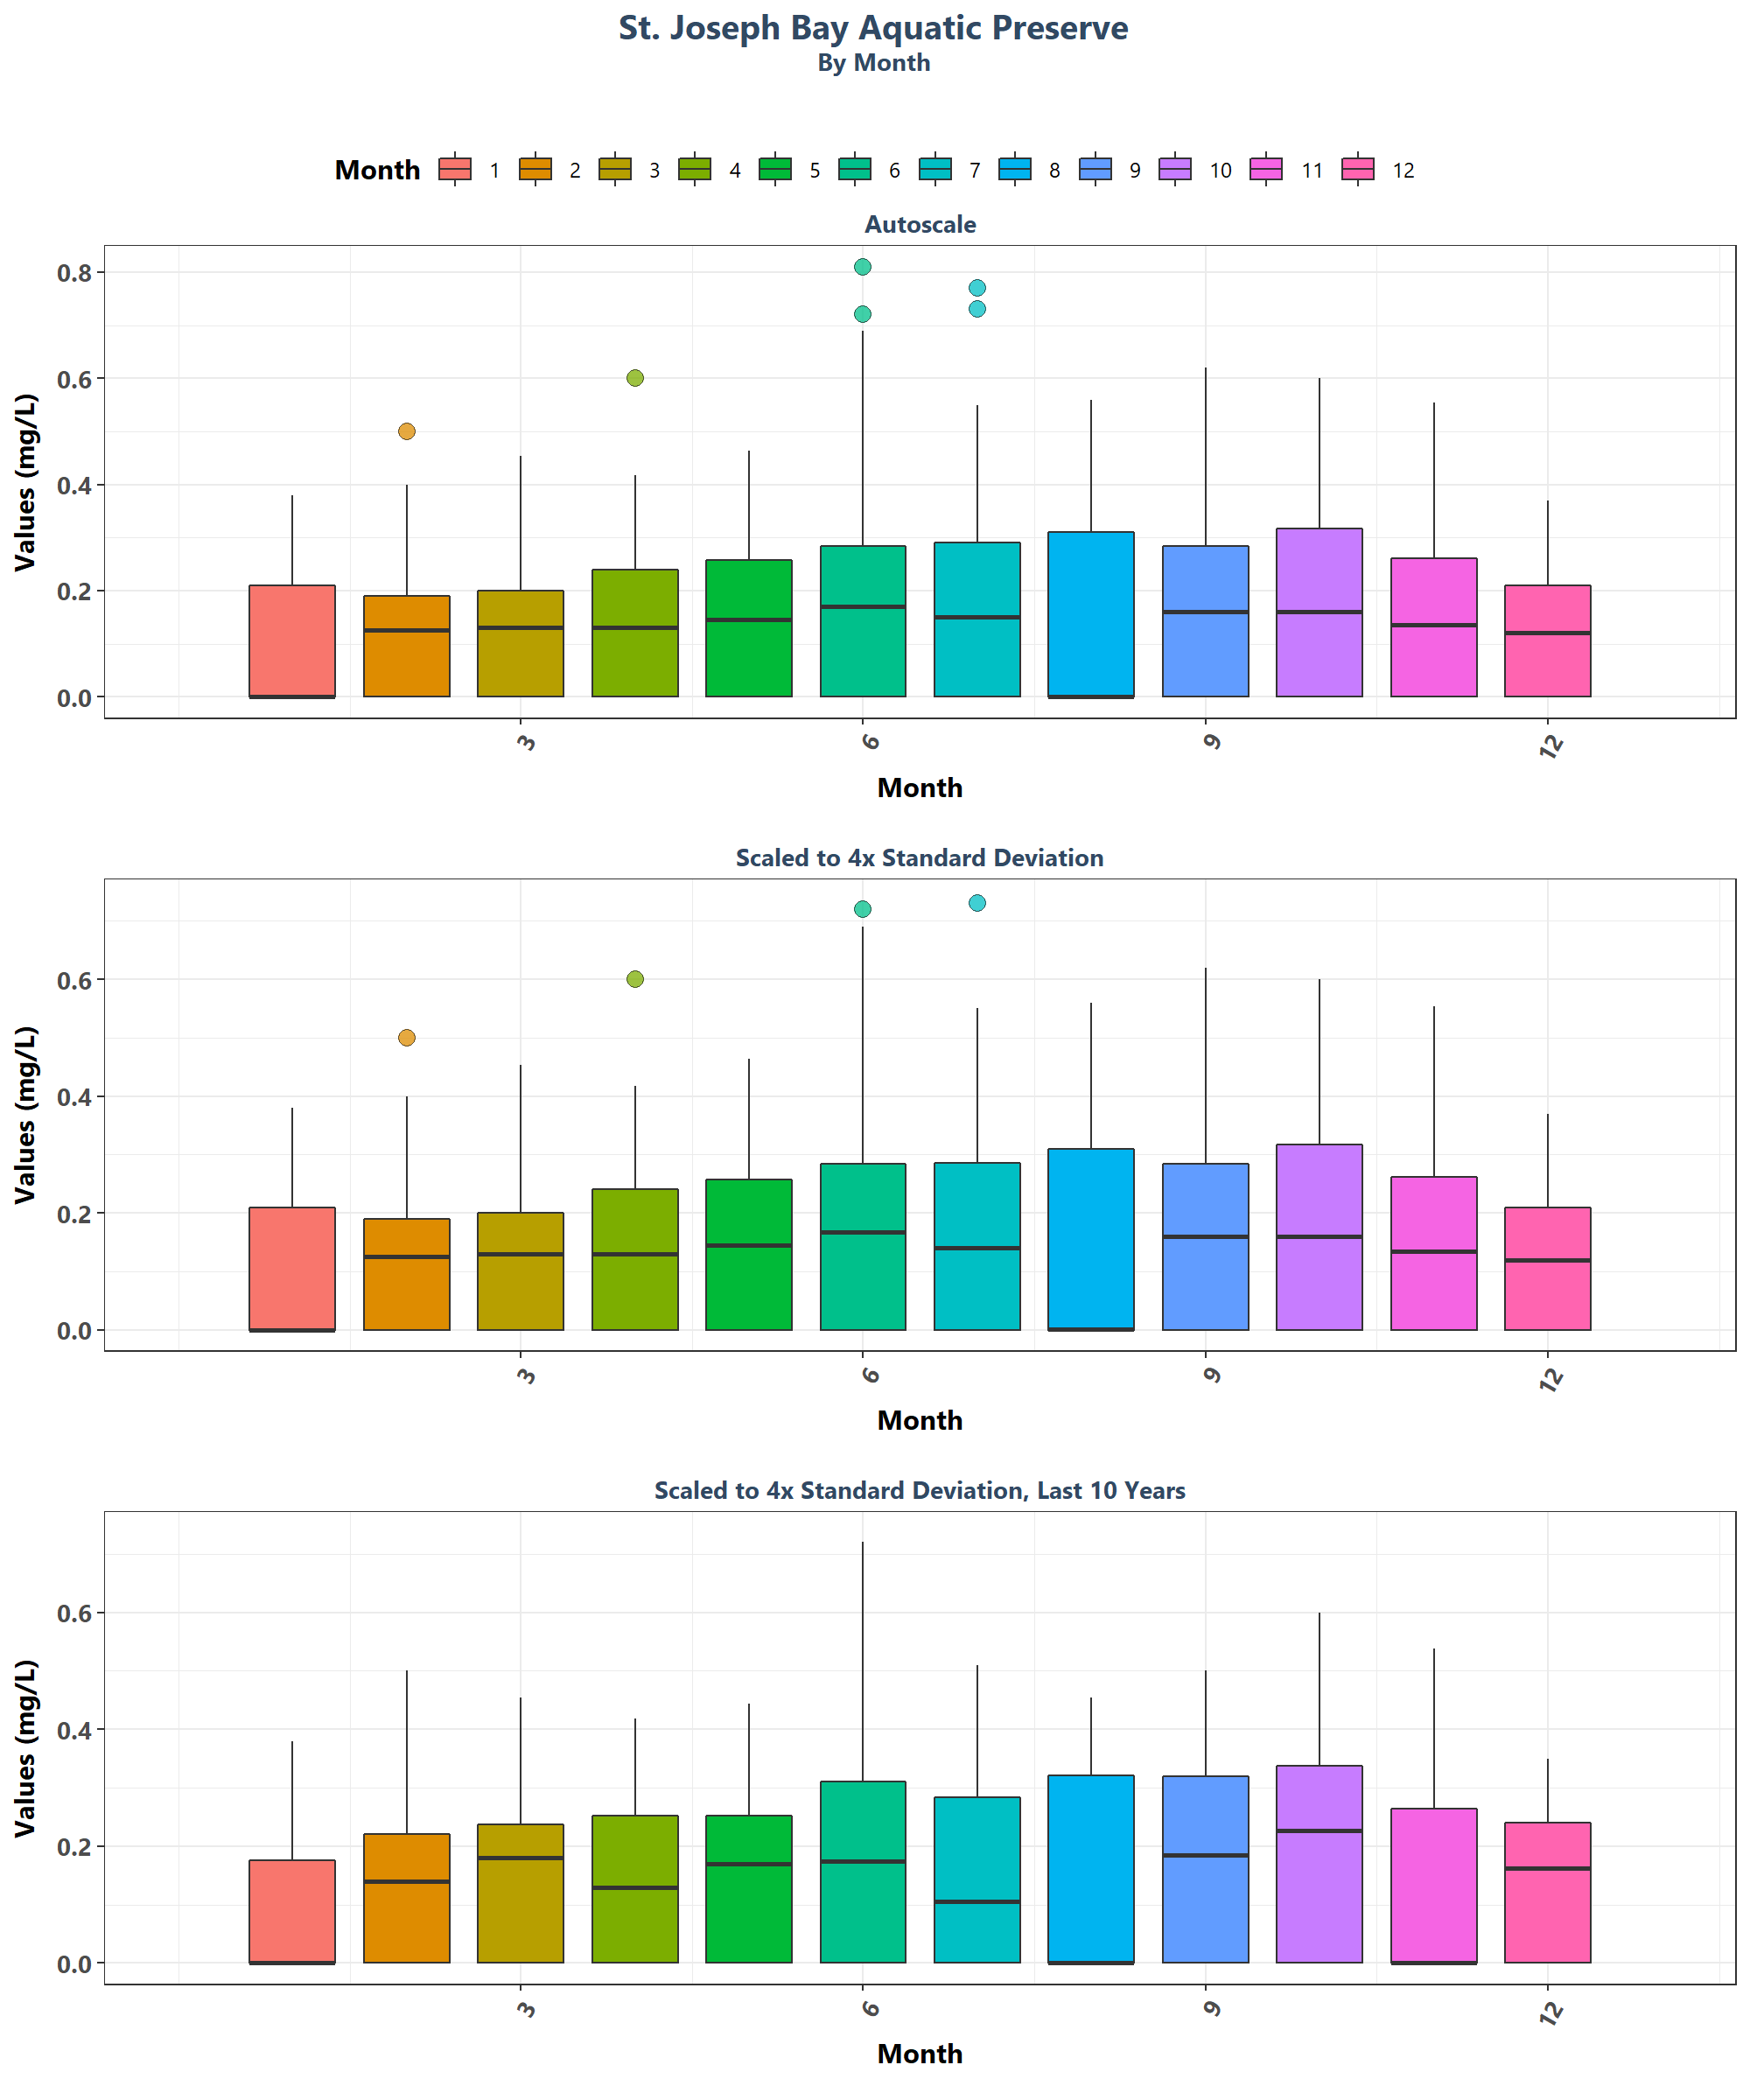 St. Joseph Bay Aquatic Preserve
By Month
Month 1 2 3 4 5 6 7 8 9 10 11 12
Autoscale
Values (mg/L)
0.8
0.6
0.4
0.2
0.0
3 6 9 12
Month
Scaled to 4x Standard Deviation
Values (mg/L)
0.6
0.4
0.2
0.0
3 6 9 12
Month
Scaled to 4x Standard Deviation, Last 10 Years
Values (mg/L)
0.6
0.4
0.2
0.0
3 6 9 12
Month